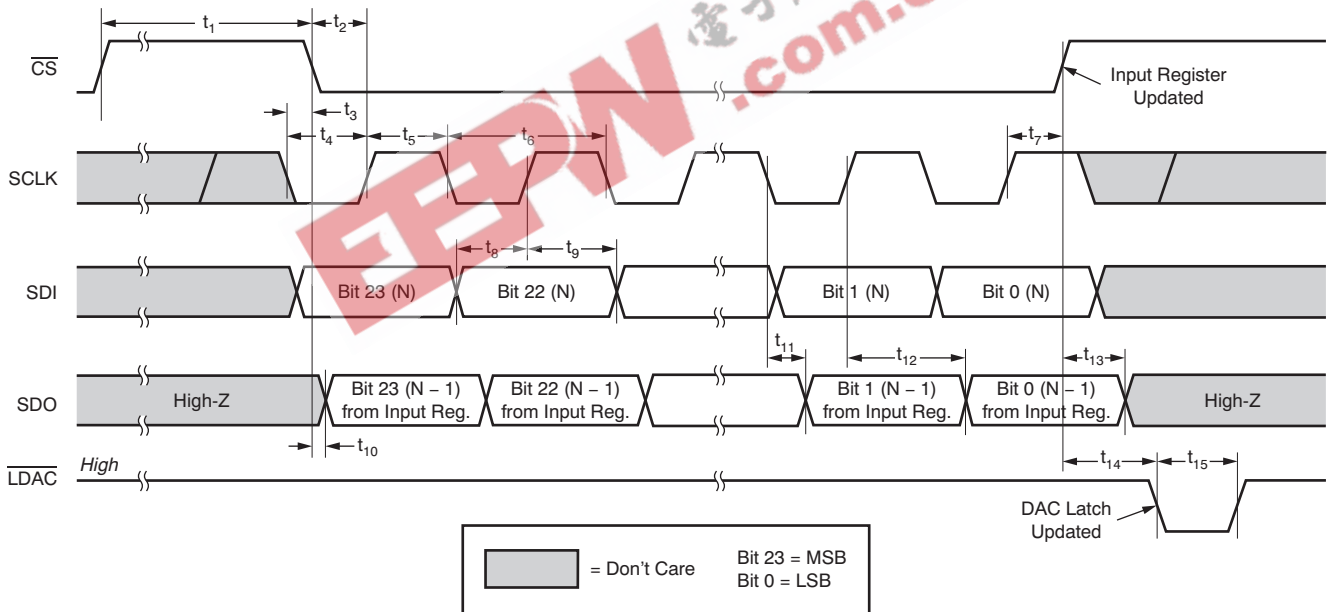 t1
t2
CS
Input Register
Updated
t3
t4
t5
t6
t7
SCLK
t8
t9
SDI
Bit 23 (N)
Bit 22 (N)
Bit 1 (N)
Bit 0 (N)
t11
t12
t13
SDO
High-Z
Bit 23 (N − 1)
from Input Reg.
Bit 22 (N − 1)
from Input Reg.
Bit 1 (N − 1)
from Input Reg.
Bit 0 (N − 1)
from Input Reg.
High-Z
t10
t14
t15
LDAC
High
DAC Latch
Updated
= Don't Care
Bit 23 = MSB
Bit 0 = LSB
EEPW
電子
.com.